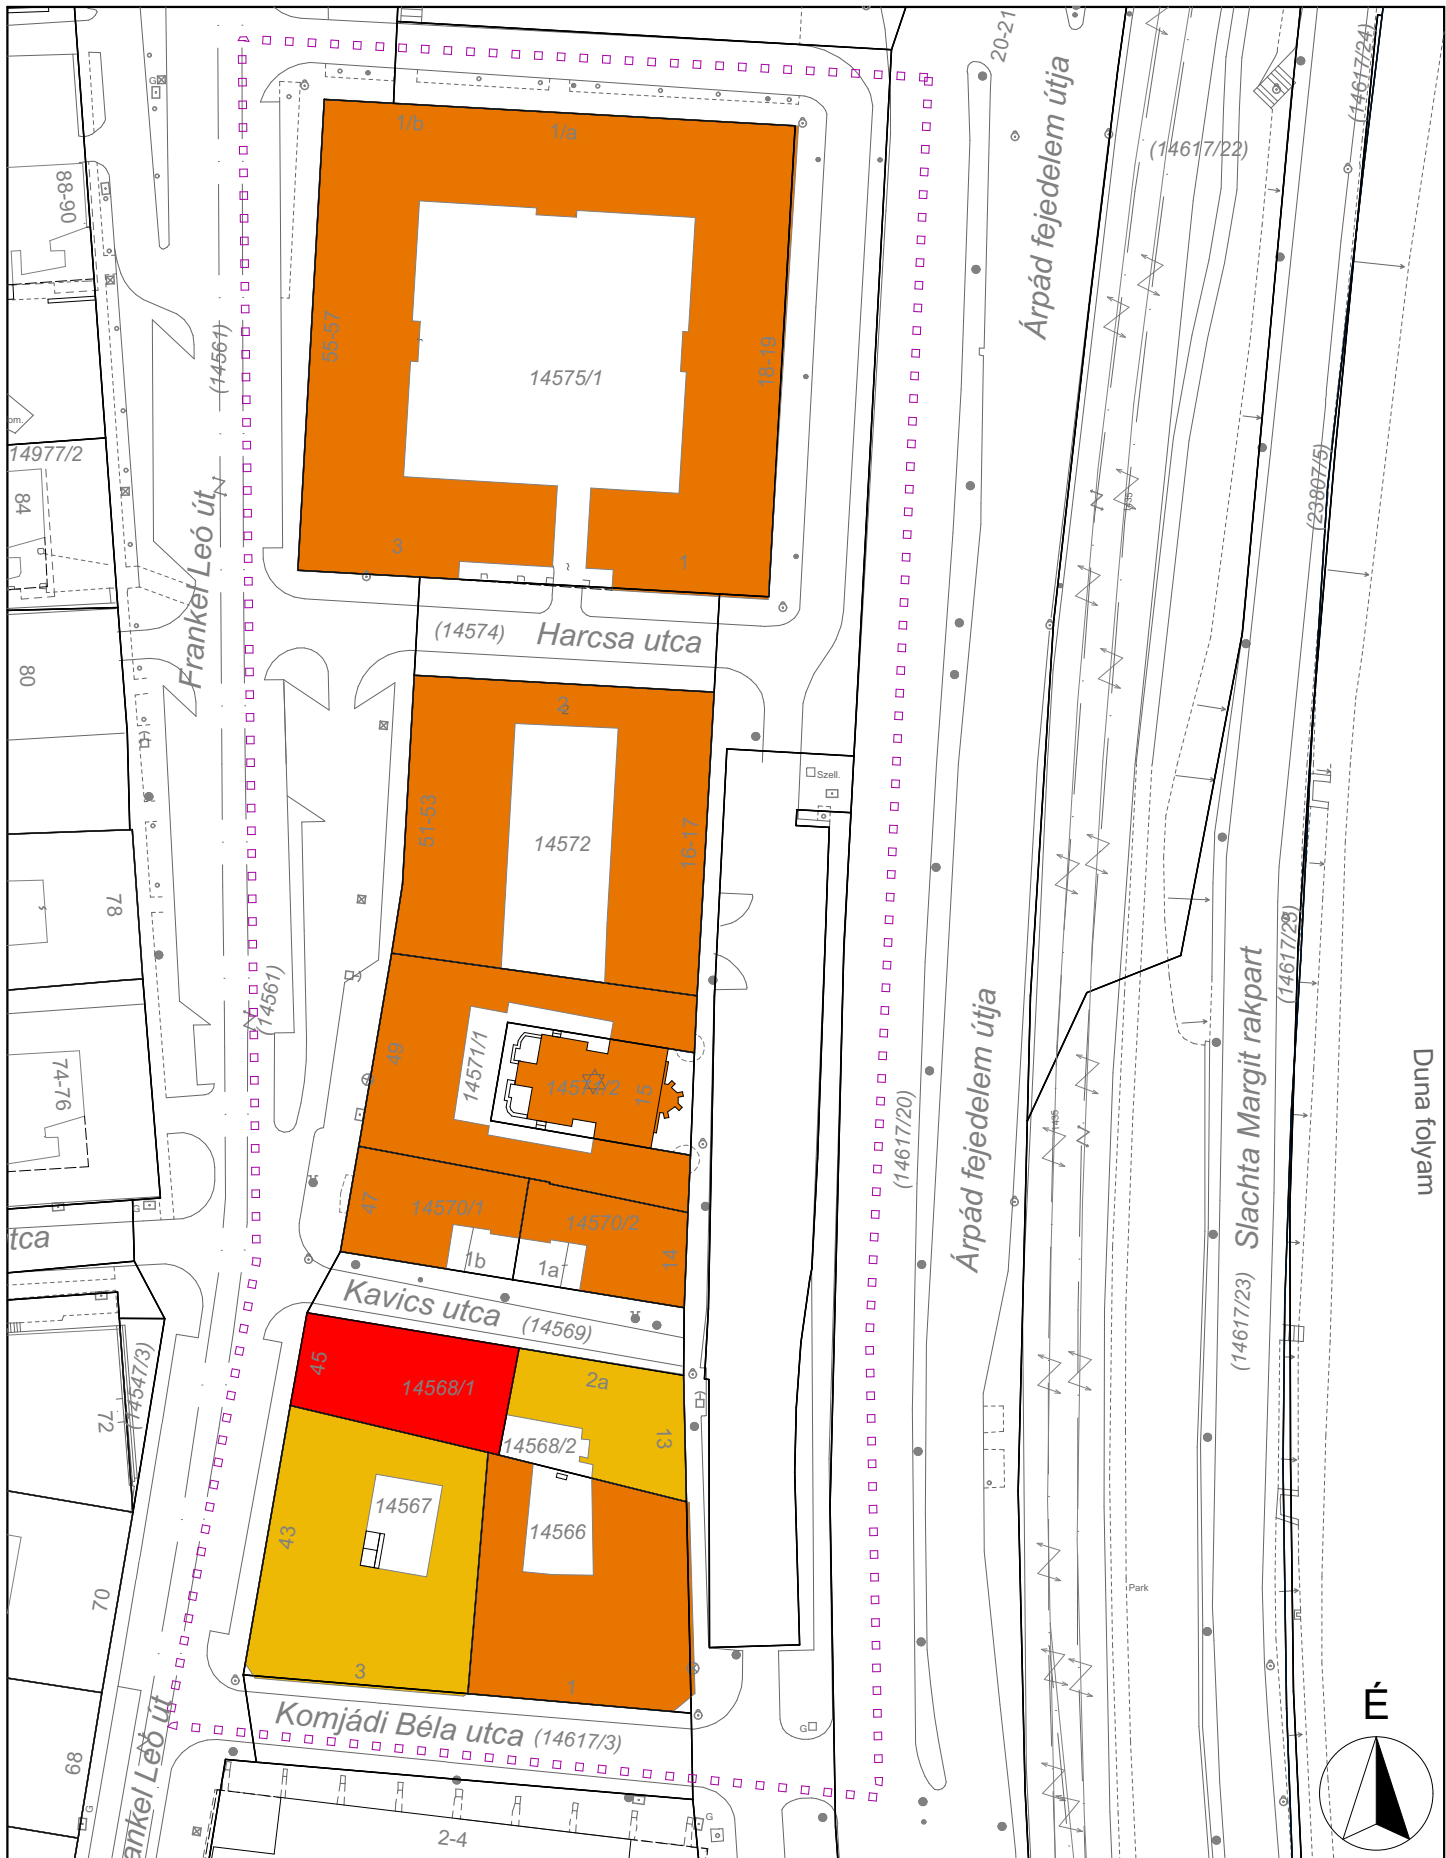 20-21
(14617/24)
G
1/b
1/a
Árpád fejedelem útja
(14617/22)
88-90
(14561)
55-57
18-19
14575/1
om.
14977/2
84
Frankel Leó út
(23807/5)
1435
3
1
(14574)
Harcsa utca
80
2
Szell.
51-53
16-17
14572
78
(14561)
(14617/23)
Slachta Margit rakpart
Árpád fejedelem útja
49
14571/1
14571/2
15
74-76
1435
Duna folyam
(14617/20)
47
14570/1
14570/2
14
G
tca
1b
1a
Kavics utca
(14569)
(14617/23)
45
14568/1
2a
(14547/3)
72
13
14568/2
14567
14566
43
70
Park
3
1
Komjádi Béla utca (14617/3)
É
G
68
ankel Leó út
G
G
2-4